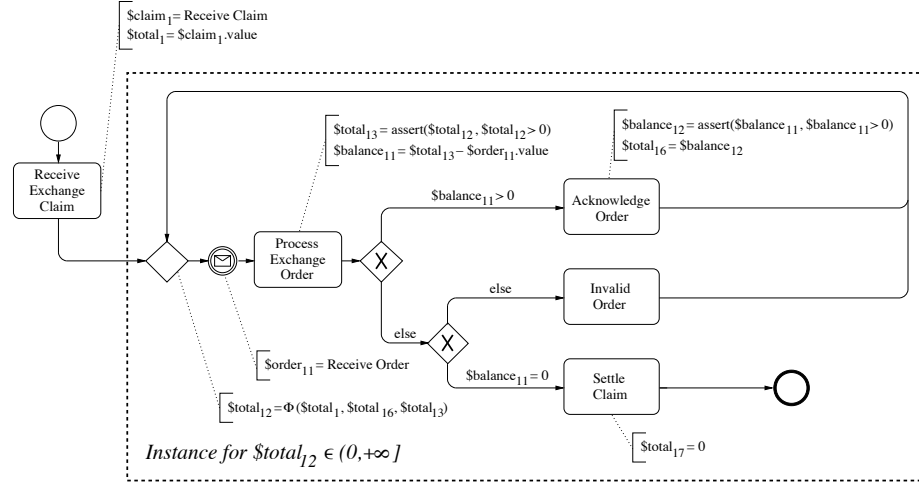 $claim1 = Receive Claim
$total1 = $claim1.value
Receive
Exchange
Claim
$total13 = assert($total12, $total12 > 0)
$balance11 = $total13 – $order11.value
$balance12 = assert($balance11, $balance11 > 0)
$total16 = $balance12
$balance11 > 0
Acknowledge
Order
Process
Exchange
Order
X
else
Invalid
Order
else
X
$order11 = Receive Order
$balance11 = 0
Settle
Claim
$total12 = Φ ($total1, $total16, $total13)
$total17 = 0
Instance for $total12 ∈ (0,+∞]